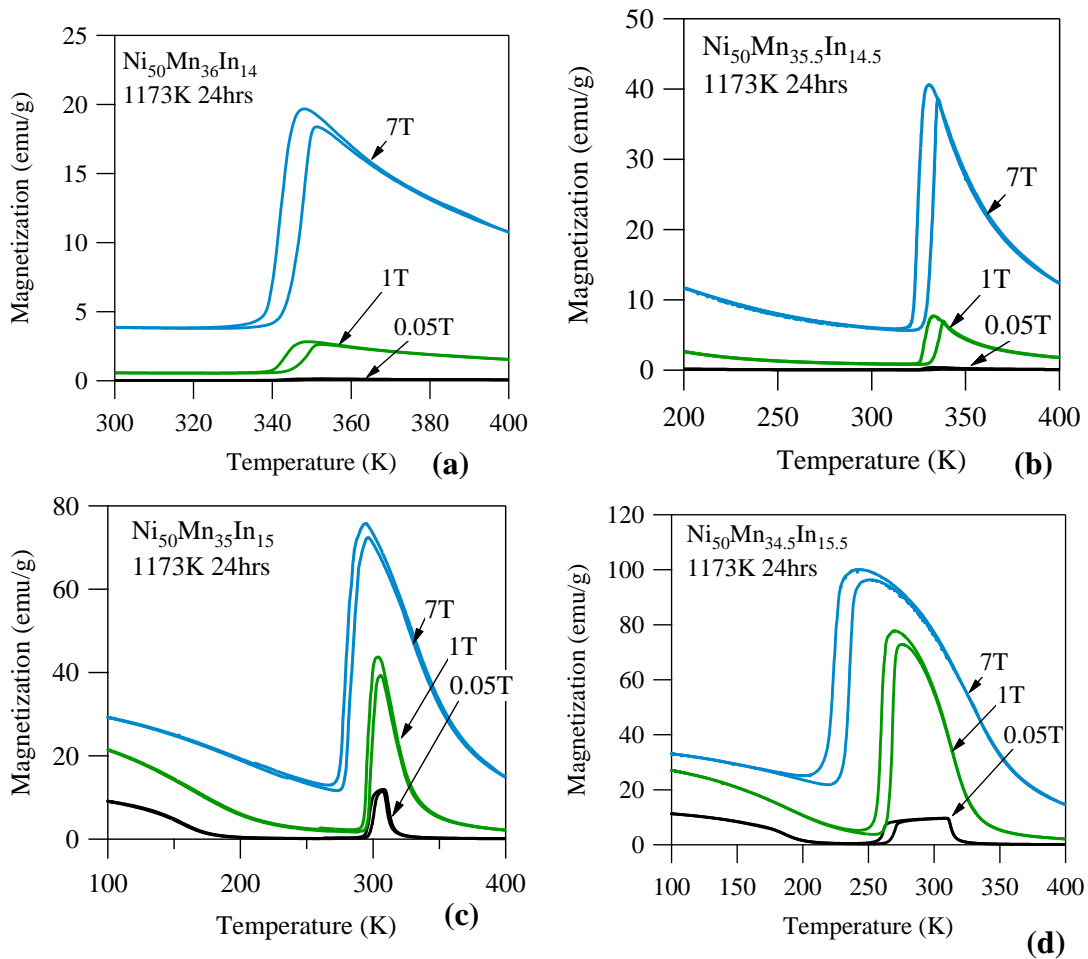 Ni50Mn36In14
1173K 24hrs
7T
1T
0.05T
Magnetization (emu/g)
25
20
15
10
5
0
300
320
340
360
380
400
Temperature (K)
(a)
Ni50Mn35.5In14.5
1173K 24hrs
7T
1T
0.05T
Magnetization (emu/g)
50
40
30
20
10
0
200
250
300
350
400
Temperature (K)
(b)
Ni50Mn35In15
1173K 24hrs
7T
1T
0.05T
Magnetization (emu/g)
80
60
40
20
0
100
200
300
400
Temperature (K)
(c)
Ni50Mn34.5In15.5
1173K 24hrs
7T
1T
0.05T
Magnetization (emu/g)
120
100
80
60
40
20
0
100
150
200
250
300
350
400
Temperature (K)
(d)